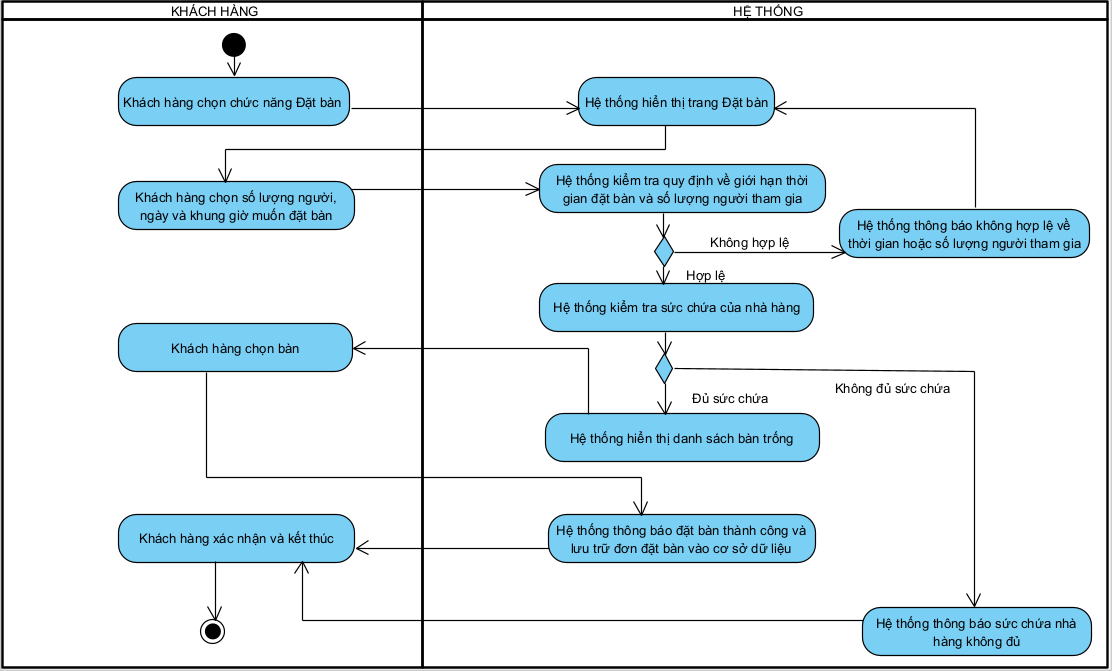 KHÁCH HÀNG
HỆ THỐNG
Khách hàng chọn chức năng Đặt bàn
Hệ thống hiển thị trang Đặt bàn
Khách hàng chọn số lượng người,
ngày và khung giờ muốn đặt bàn
Hệ thống kiểm tra quy định về giới hạn thời
gian đặt bàn và số lượng người tham gia
Không hợp lệ
Hệ thống thông báo không hợp lệ về
thời gian hoặc số lượng người tham gia
Hợp lệ
Hệ thống kiểm tra sức chứa của nhà hàng
Khách hàng chọn bàn
Không đủ sức chứa
Đủ sức chứa
Hệ thống hiển thị danh sách bàn trống
Khách hàng xác nhận và kết thúc
Hệ thống thông báo đặt bàn thành công và
lưu trữ đơn đặt bàn vào cơ sở dữ liệu
Hệ thống thông báo sức chứa nhà
hàng không đủ